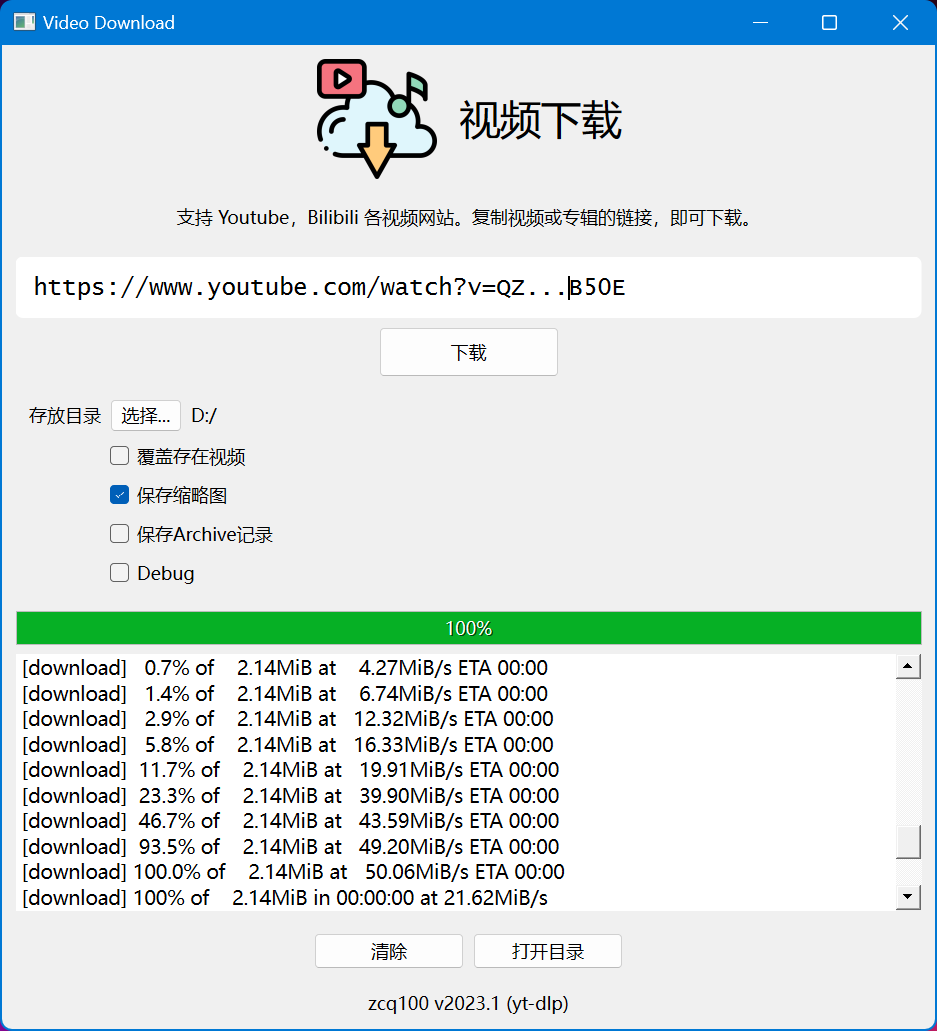 Video Download
视频下载
支持 Youtube，Bilibili 各视频网站。复制视频或专辑的链接，即可下载。
https://www.youtube.com/watch?v=QZ...B50E
下载
存放目录 选择... D:/
覆盖存在视频
保存缩略图
保存Archive记录
Debug
100%
[download] 0.7% of 2.14MiB at 4.27MiB/s ETA 00:00
[download] 1.4% of 2.14MiB at 6.74MiB/s ETA 00:00
[download] 2.9% of 2.14MiB at 12.32MiB/s ETA 00:00
[download] 5.8% of 2.14MiB at 16.33MiB/s ETA 00:00
[download] 11.7% of 2.14MiB at 19.91MiB/s ETA 00:00
[download] 23.3% of 2.14MiB at 39.90MiB/s ETA 00:00
[download] 46.7% of 2.14MiB at 43.59MiB/s ETA 00:00
[download] 93.5% of 2.14MiB at 49.20MiB/s ETA 00:00
[download] 100.0% of 2.14MiB at 50.06MiB/s ETA 00:00
[download] 100% of 2.14MiB in 00:00:00 at 21.62MiB/s
清除 打开目录
zcq100 v2023.1 (yt-dlp)